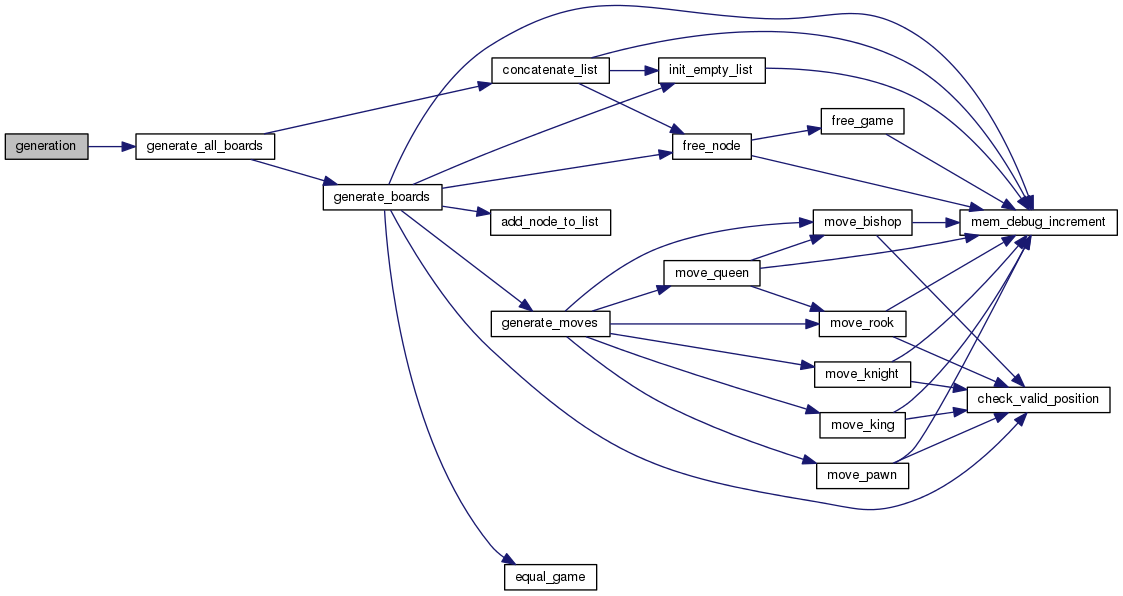 generation
generate_all_boards
concatenate_list
generate_boards
init_empty_list
free_node
add_node_to_list
generate_moves
equal_game
free_game
move_bishop
move_queen
move_rook
move_knight
move_king
move_pawn
mem_debug_increment
check_valid_position